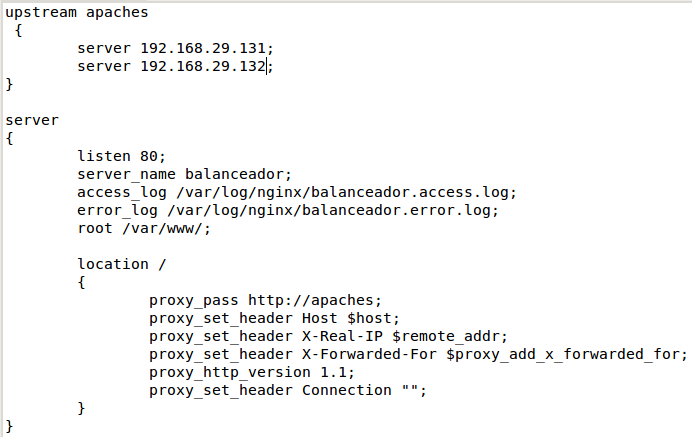 upstream apaches
{
server 192.168.29.131;
server 192.168.29.132;
}
server
{
listen 80;
server_name balanceador;
access_log /var/log/nginx/balanceador.access.log;
error_log /var/log/nginx/balanceador.error.log;
root /var/www/;
location /
{
proxy_pass http://apaches;
proxy_set_header Host $host;
proxy_set_header X-Real-IP $remote_addr;
proxy_set_header X-Forwarded-For $proxy_add_x_forwarded_for;
proxy_http_version 1.1;
proxy_set_header Connection "";
}
}